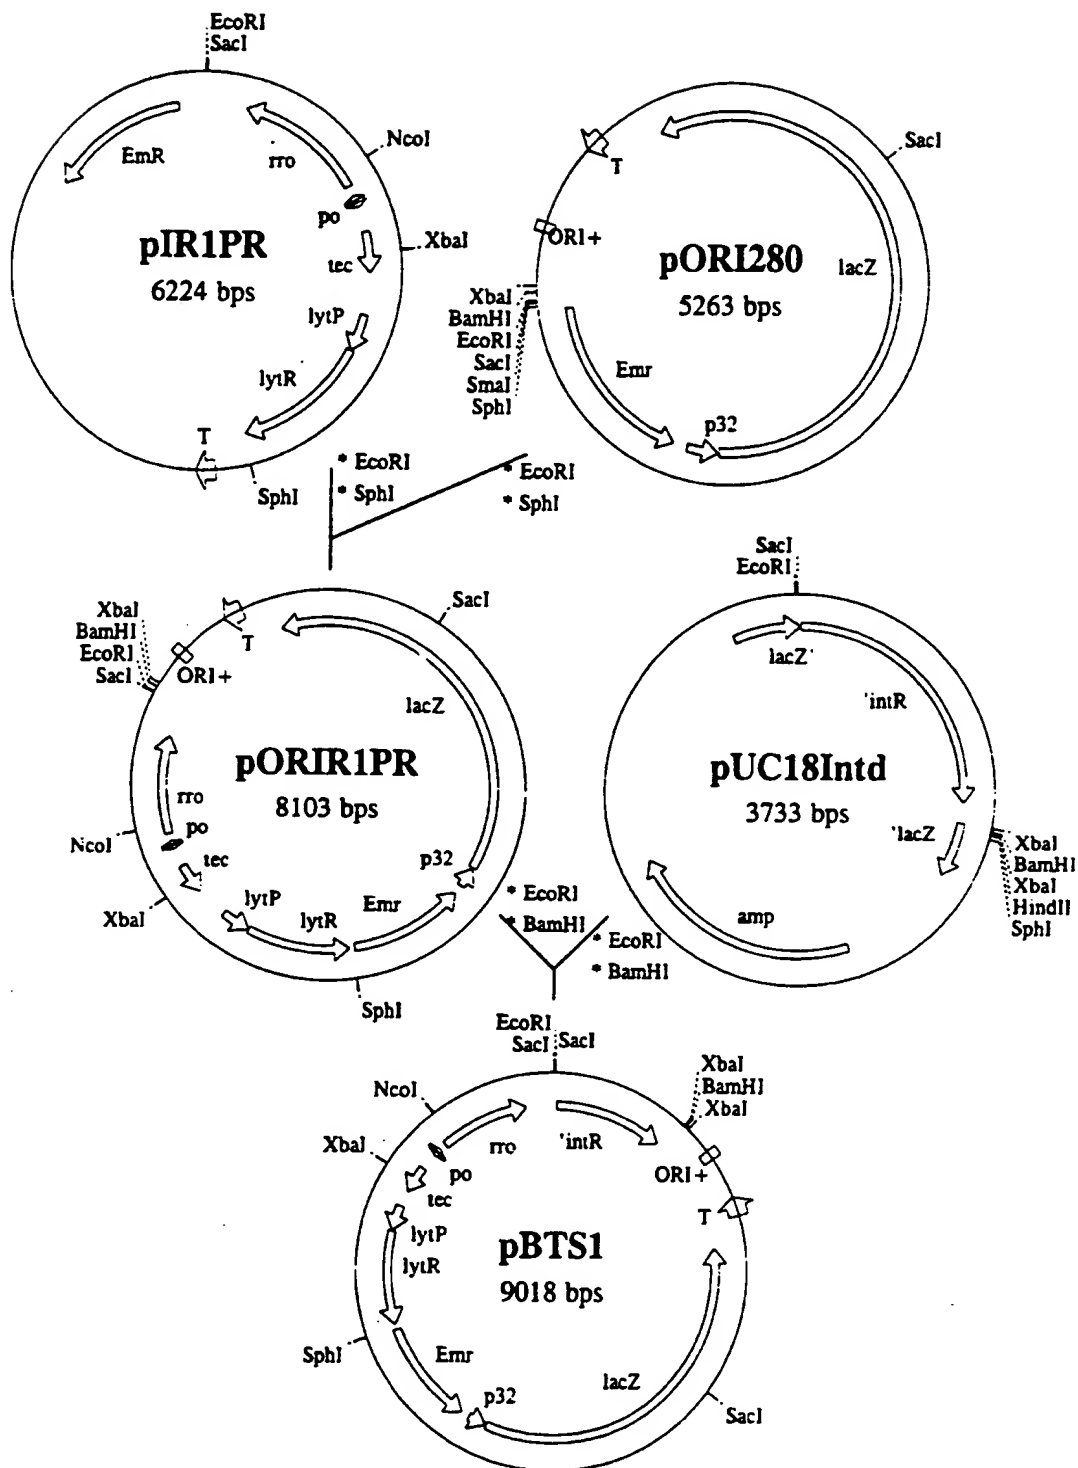 EcoRI
SacI
NcoI
EmR
rro
po
XbaI
pIR1PR
6224 bps
tec
lytP
lytR
T
SphI
SacI
T
ORI+
pORI280
5263 bps
lacZ
XbaI
BamHI
EcoRI
SacI
SmaI
SphI
Emr
p32
* EcoRI
* SphI
* EcoRI
* SphI
XbaI
BamHI
EcoRI
SacI
T
ORI+
SacI
lacZ
pORIR1PR
8103 bps
rro
po
NcoI
tec
XbaI
lytP
lytR
Emr
p32
SphI
SacI
EcoRI
lacZ'
'intR
pUC18Intd
3733 bps
'lacZ
XbaI
BamHI
XbaI
HindII
SphI
amp
* EcoRI
* BamHI
* EcoRI
* BamHI
EcoRI
SacI
SacI
XbaI
BamHI
XbaI
NcoI
rro
'intR
XbaI
po
ORI+
tec
T
lytP
lytR
pBTS1
9018 bps
SphI
Emr
p32
lacZ
SacI